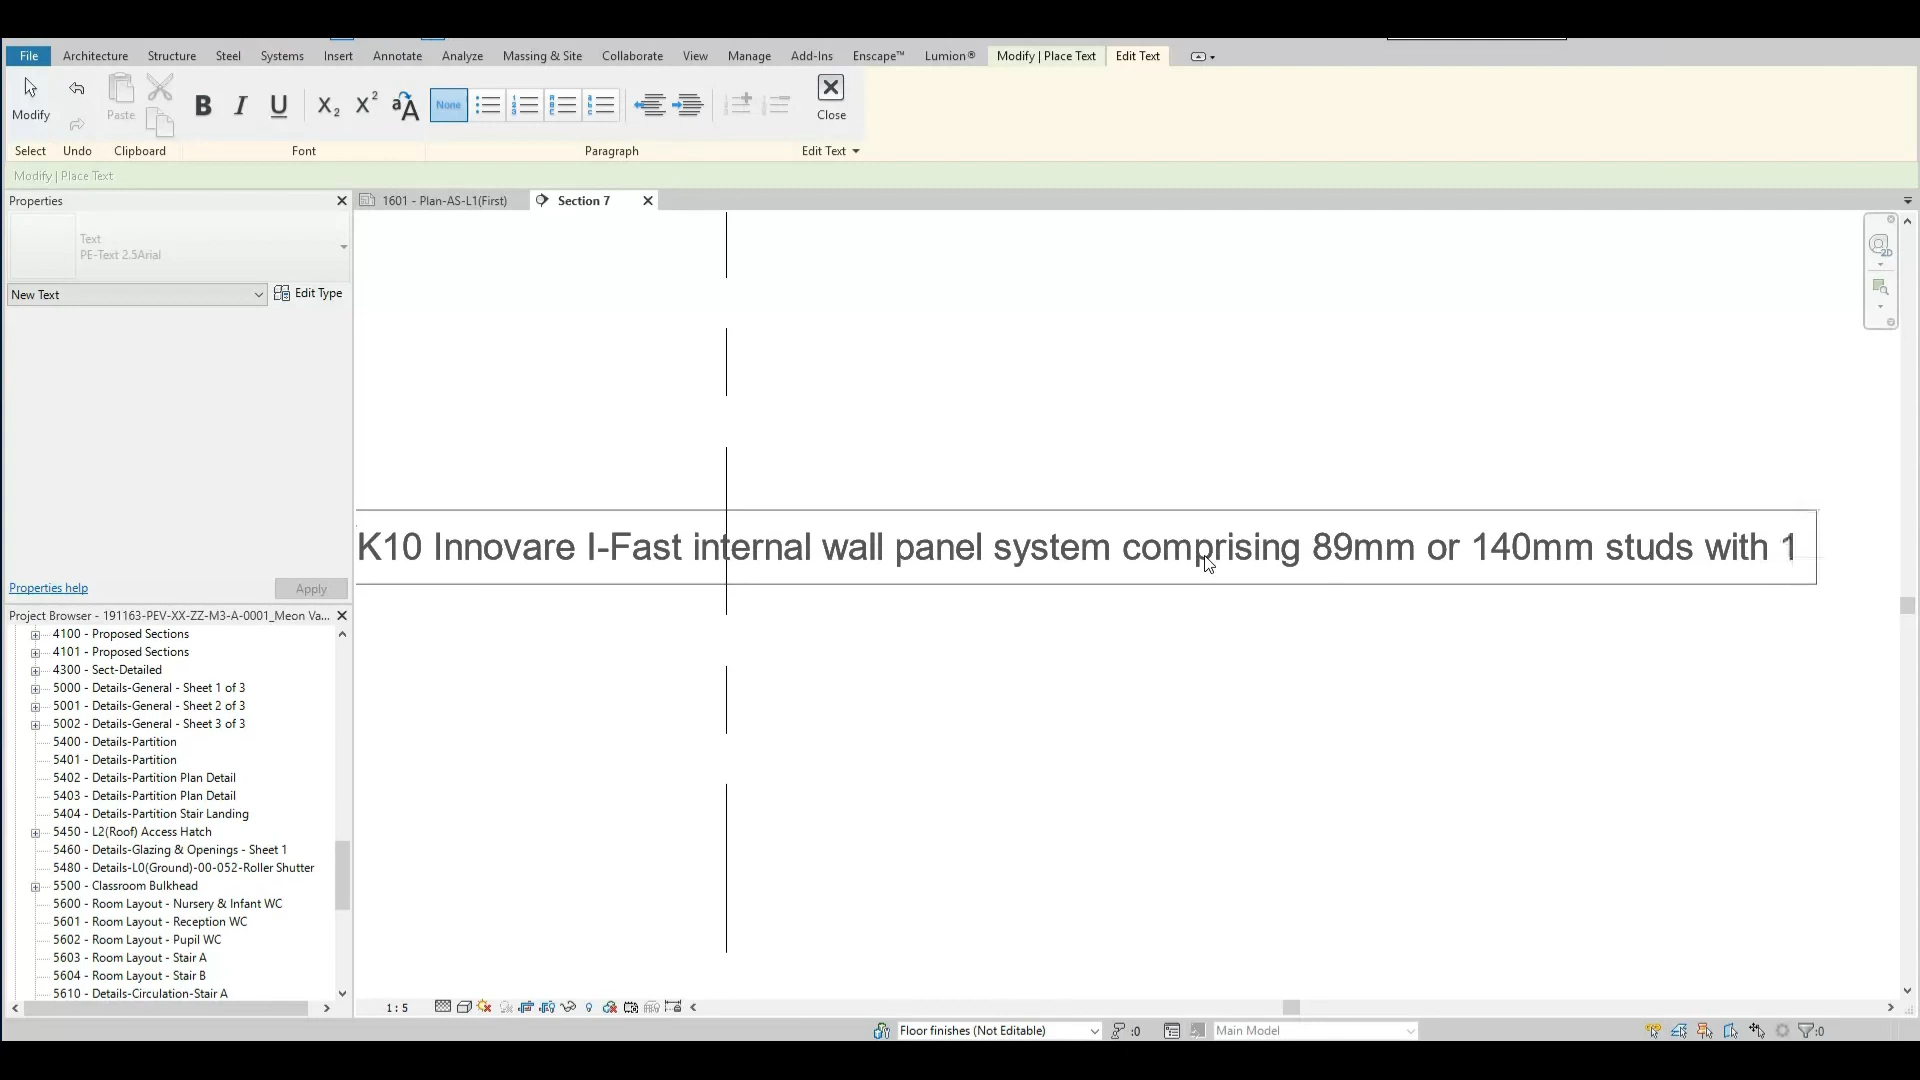 File Architecture Structure Steel Systems Insert Annotate Analyze Massing & Site Collaborate View Manage Add-Ins Enscape™ Lumion® Modify | Place Text Edit Text
Modify Paste B I U X2 X2 aA None Close
Select Undo Clipboard Font Paragraph Edit Text
Modify | Place Text
Properties
1601 - Plan-AS-L1(First) Section 7
Text
PE-Text 2.5Arial
New Text Edit Type
2D
K10 Innovare I-Fast internal wall panel system comprising 89mm or 140mm studs with 1
Properties help Apply
Project Browser - 191163-PEV-XX-ZZ-M3-A-0001_Meon Va...
4100 - Proposed Sections
4101 - Proposed Sections
4300 - Sect-Detailed
5000 - Details-General - Sheet 1 of 3
5001 - Details-General - Sheet 2 of 3
5002 - Details-General - Sheet 3 of 3
5400 - Details-Partition
5401 - Details-Partition
5402 - Details-Partition Plan Detail
5403 - Details-Partition Plan Detail
5404 - Details-Partition Stair Landing
5450 - L2(Roof) Access Hatch
5460 - Details-Glazing & Openings - Sheet 1
5480 - Details-L0(Ground)-00-052-Roller Shutter
5500 - Classroom Bulkhead
5600 - Room Layout - Nursery & Infant WC
5601 - Room Layout - Reception WC
5602 - Room Layout - Pupil WC
5603 - Room Layout - Stair A
5604 - Room Layout - Stair B
5610 - Details-Circulation-Stair A
1 : 5
Floor finishes (Not Editable) :0 Main Model :0